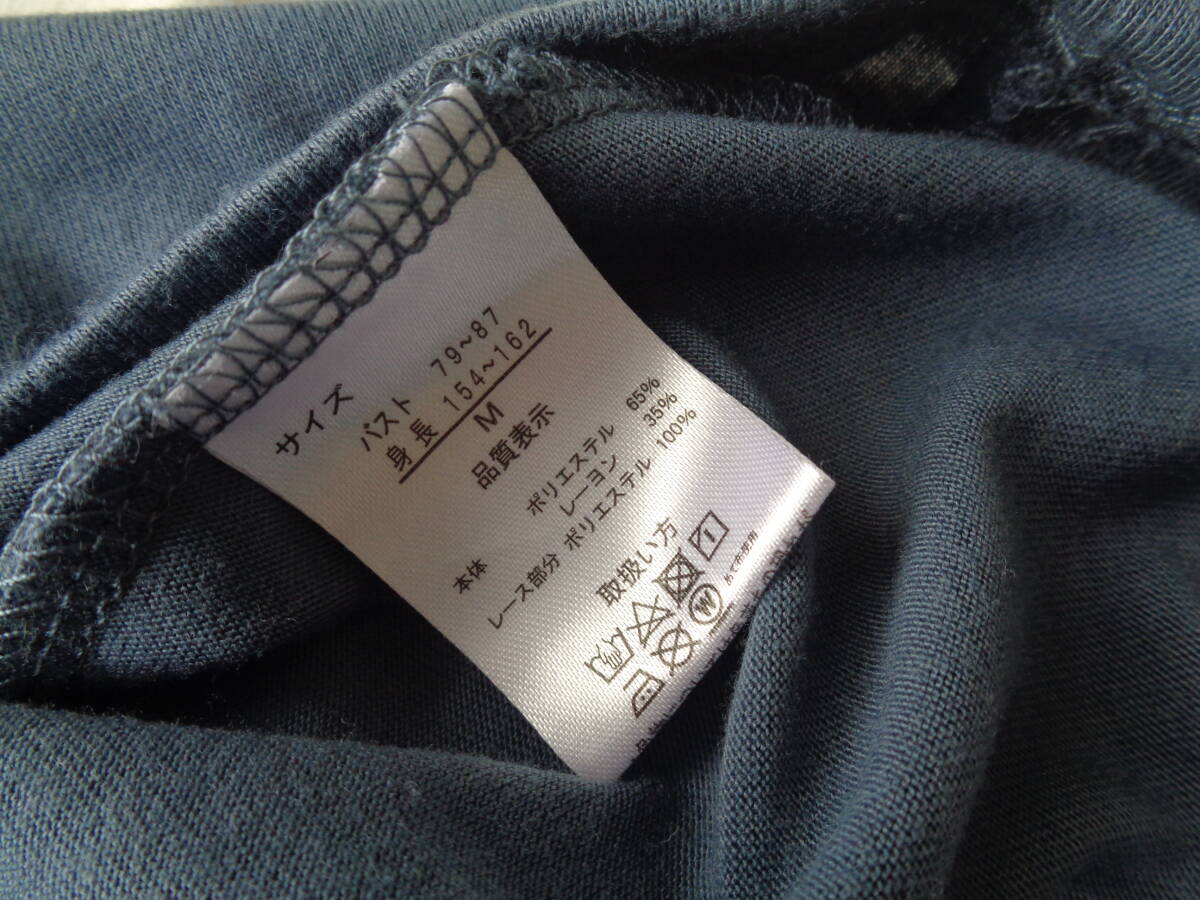 サイズ
バスト 79~87
身長 154~162
M
品質表示
本体 ポリエステル 65%
レーヨン 35%
レース部分 ポリエステル 100%
取扱い方
W